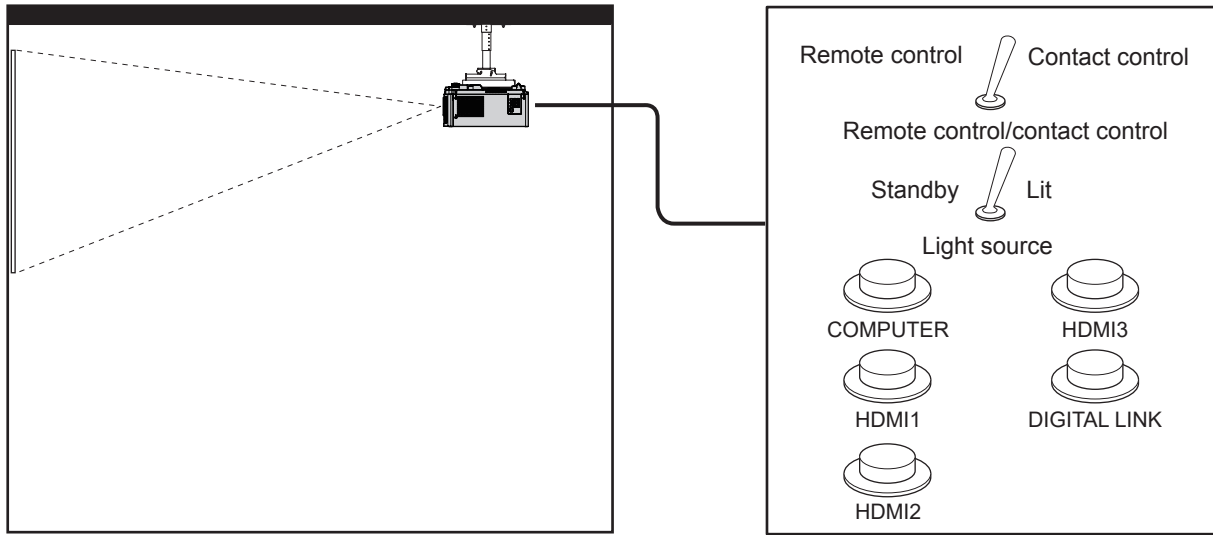 Remote control
Contact control
Remote control/contact control
Standby
Lit
Light source
COMPUTER
HDMI3
HDMI1
DIGITAL LINK
HDMI2